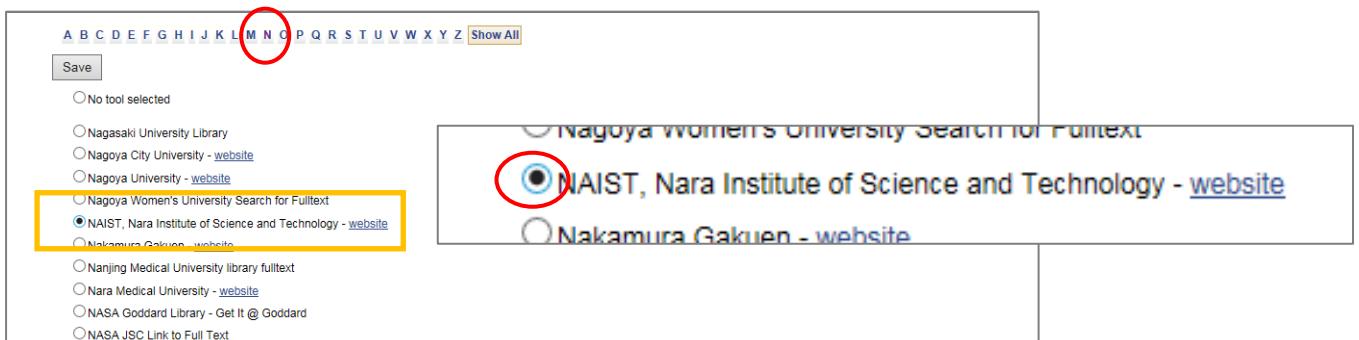 A B C D E F G H I J K L M N O P Q R S T U V W X Y Z Show All
Save
No tool selected
Nagasaki University Library
Nagoya City University - website
Nagoya University - website
Nagoya Women's University Search for Fulltext
NAIST, Nara Institute of Science and Technology - website
Nakamura Gakuen - website
Nanjing Medical University library fulltext
Nara Medical University - website
NASA Goddard Library - Get It @ Goddard
NASA JSC Link to Full Text
Nagoya Women's University Search for Fulltext
NAIST, Nara Institute of Science and Technology - website
Nakamura Gakuen - website